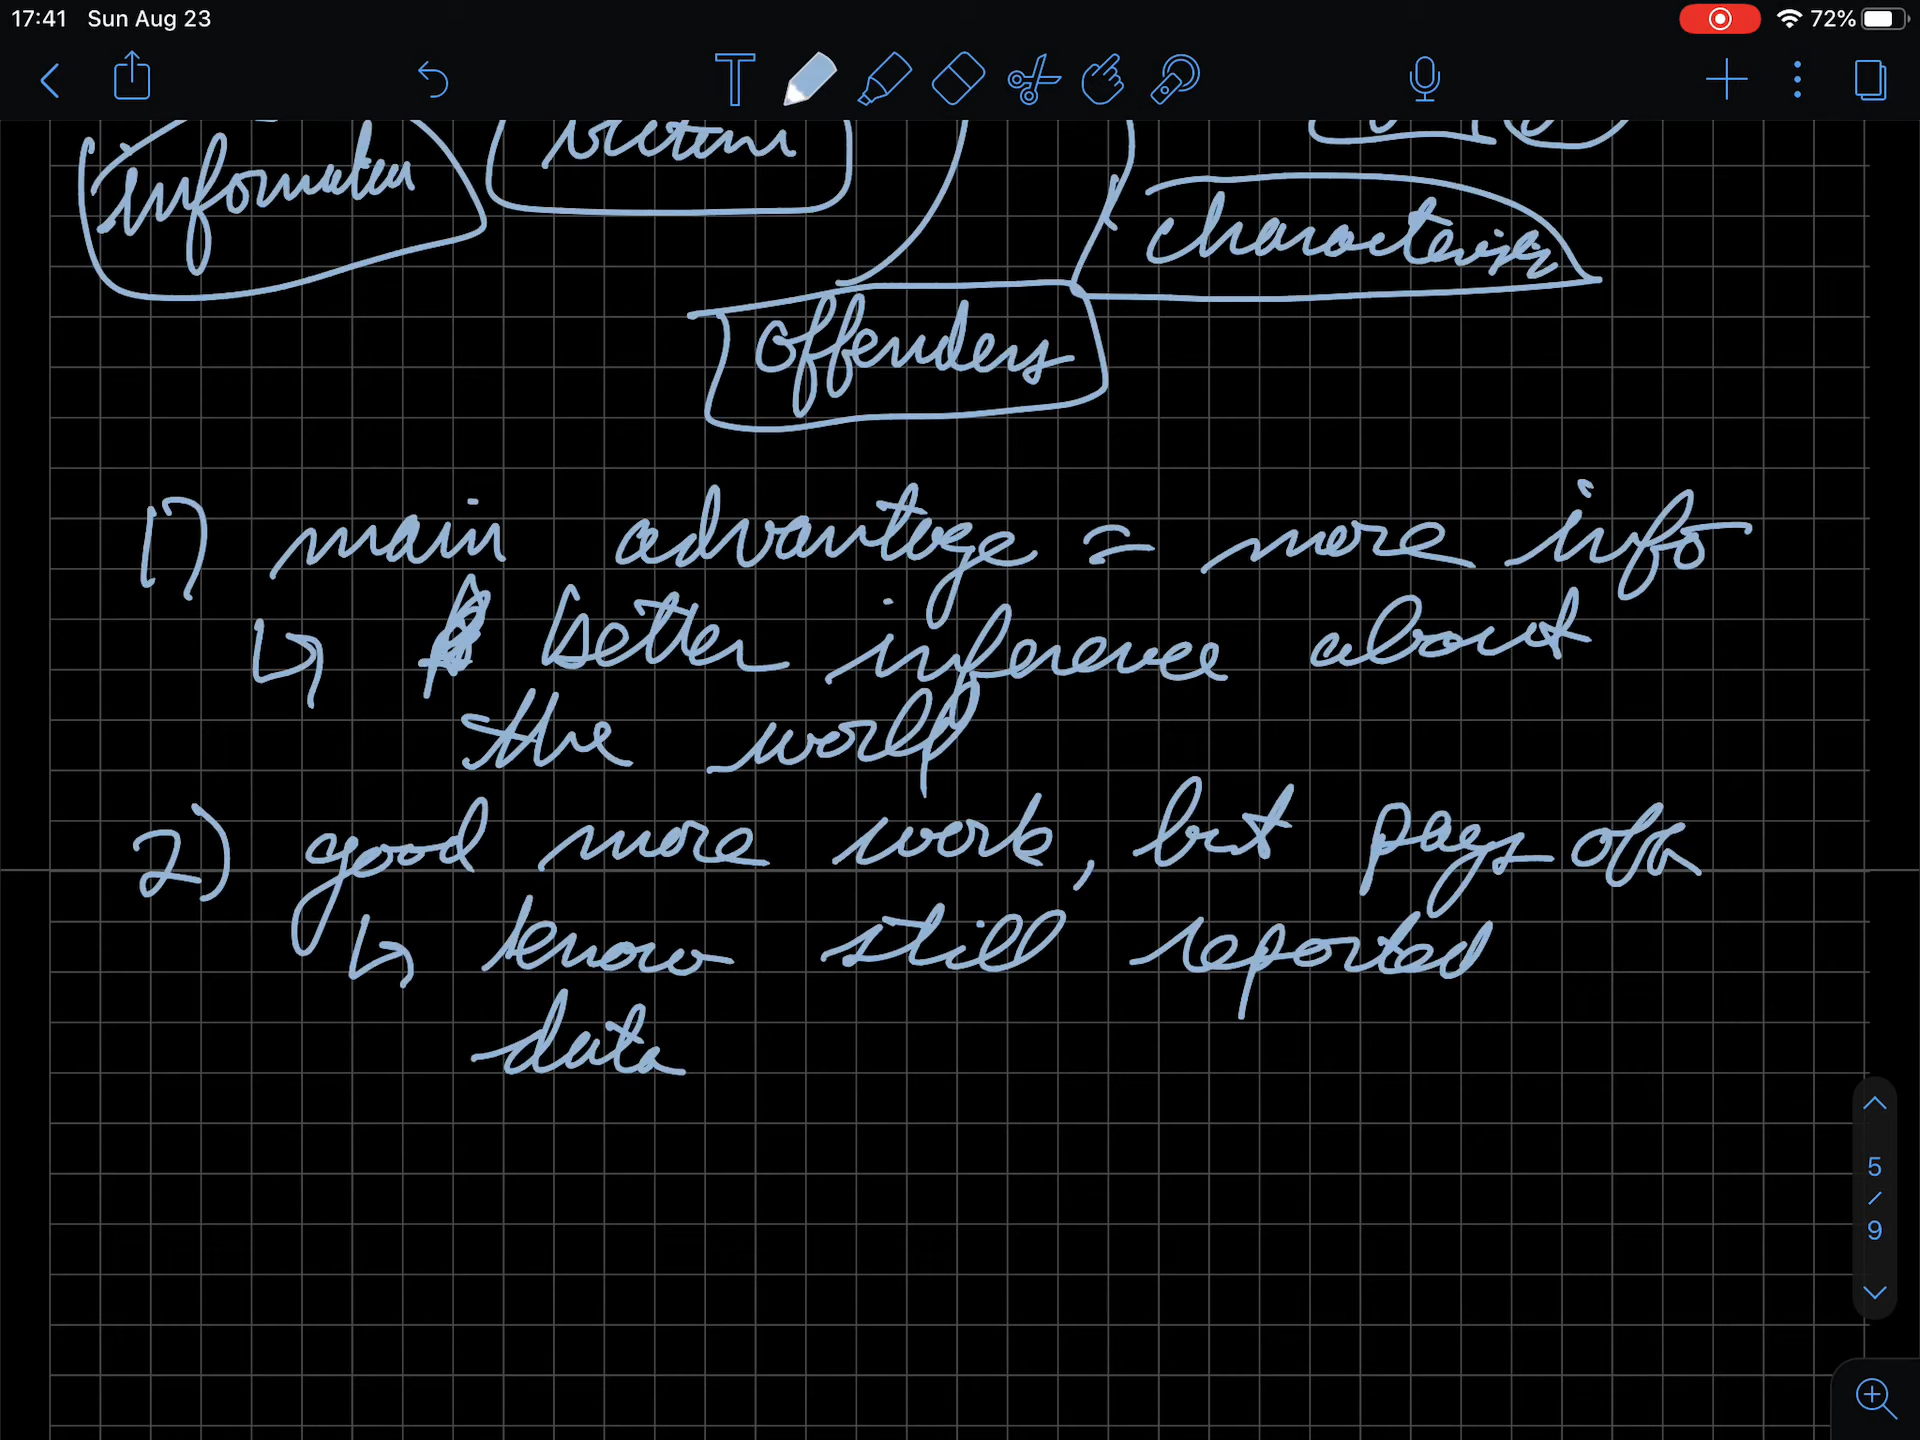 17:41 Sun Aug 23 72%
information
victim
characteristics
offenders
1) main advantage = more info
↳ better inference about
the world
2) good more work, but pays off
↳ know still reported
data
5
/
9